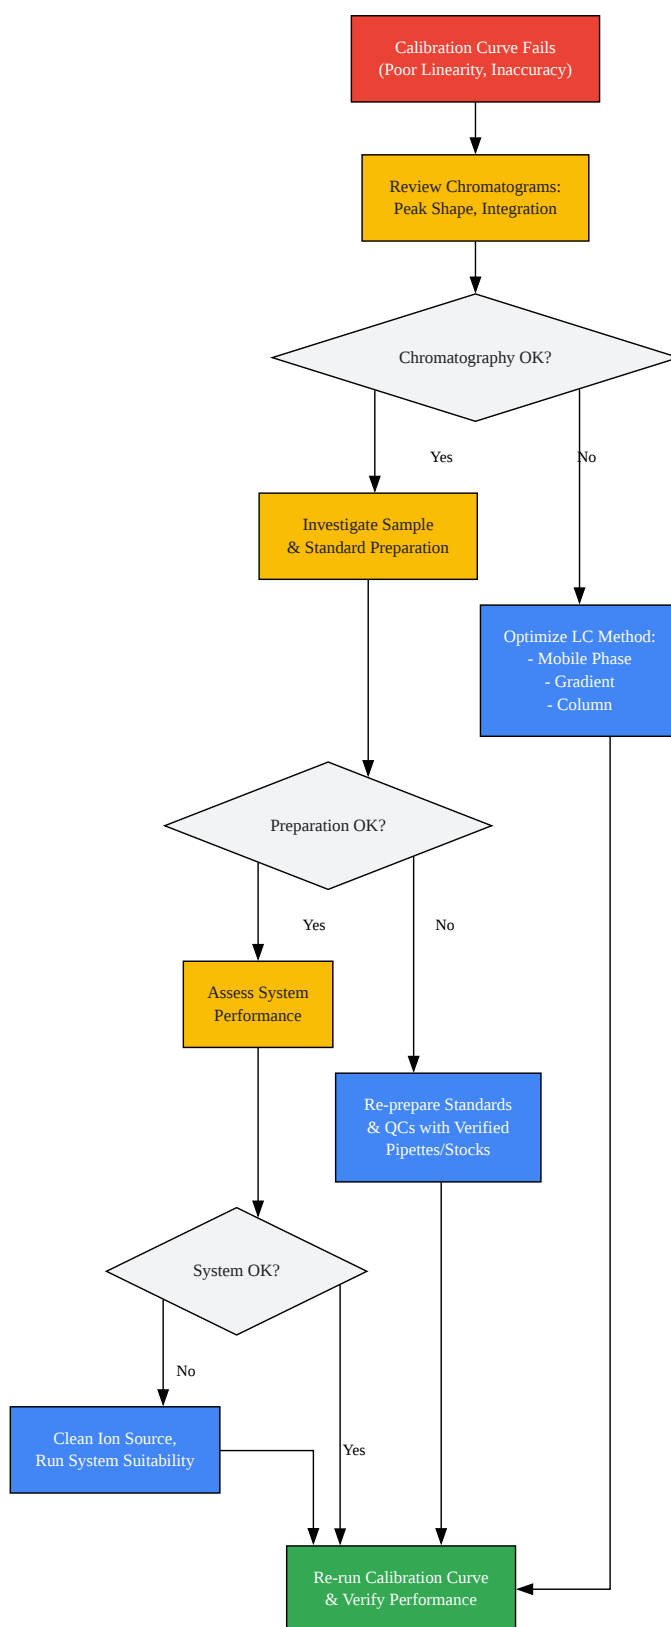 Calibration Curve Fails
(Poor Linearity, Inaccuracy)
Review Chromatograms:
Peak Shape, Integration
Chromatography OK?
Yes
No
Investigate Sample
& Standard Preparation
Optimize LC Method:
- Mobile Phase
- Gradient
- Column
Preparation OK?
Yes
No
Assess System
Performance
Re-prepare Standards
& QCs with Verified
Pipettes/Stocks
System OK?
No
Clean Ion Source,
Run System Suitability
Yes
Re-run Calibration Curve
& Verify Performance